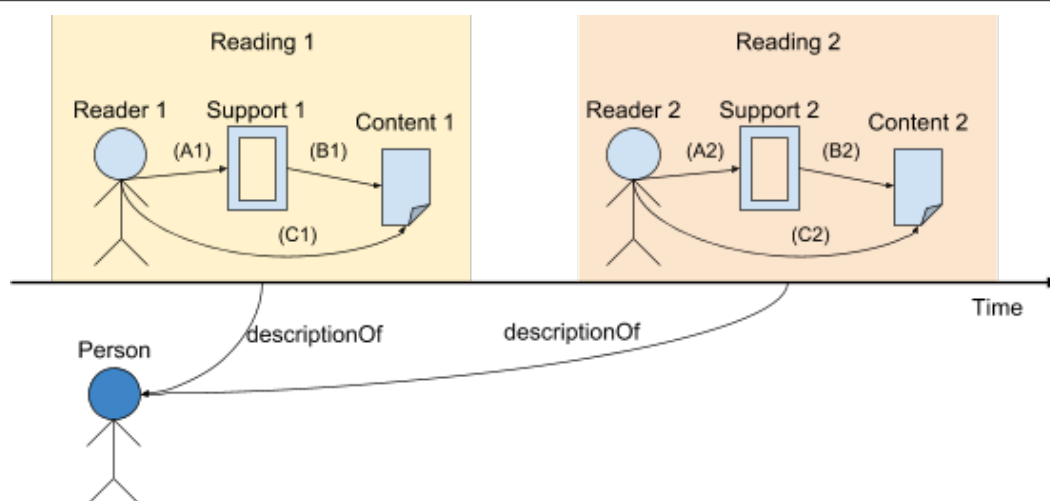 Reading 1
Reading 2
Reader 1
Support 1
Content 1
Reader 2
Support 2
Content 2
(A1)
(B1)
(A2)
(B2)
(C1)
(C2)
Time
descriptionOf
descriptionOf
Person